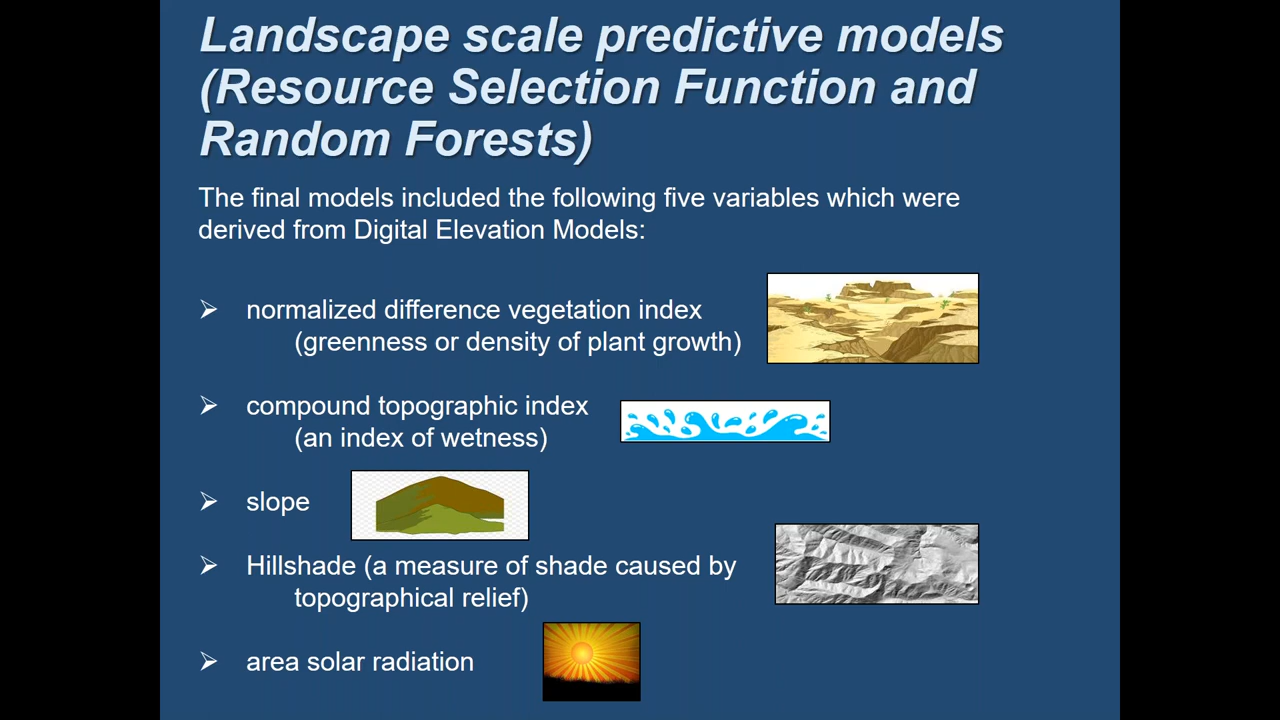 Landscape scale predictive models
(Resource Selection Function and
Random Forests)
The final models included the following five variables which were
derived from Digital Elevation Models:
➢ normalized difference vegetation index
(greenness or density of plant growth)
➢ compound topographic index
(an index of wetness)
➢ slope
➢ Hillshade (a measure of shade caused by
topographical relief)
➢ area solar radiation